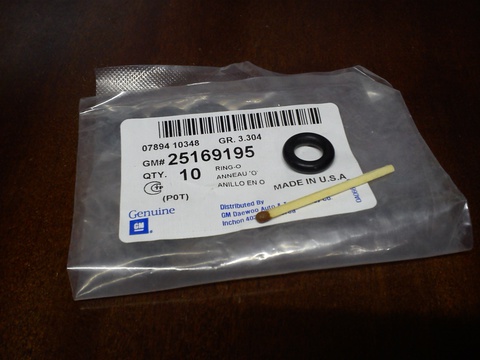 07894 10348 GR. 3.304
GM# 25169195
QTY. 10 RING-O
ANNEAU 'O'
ANILLO EN O
(POT) MADE IN U.S.A
Genuine
GM
Distributed By
GM Daewoo Auto &
Inchon